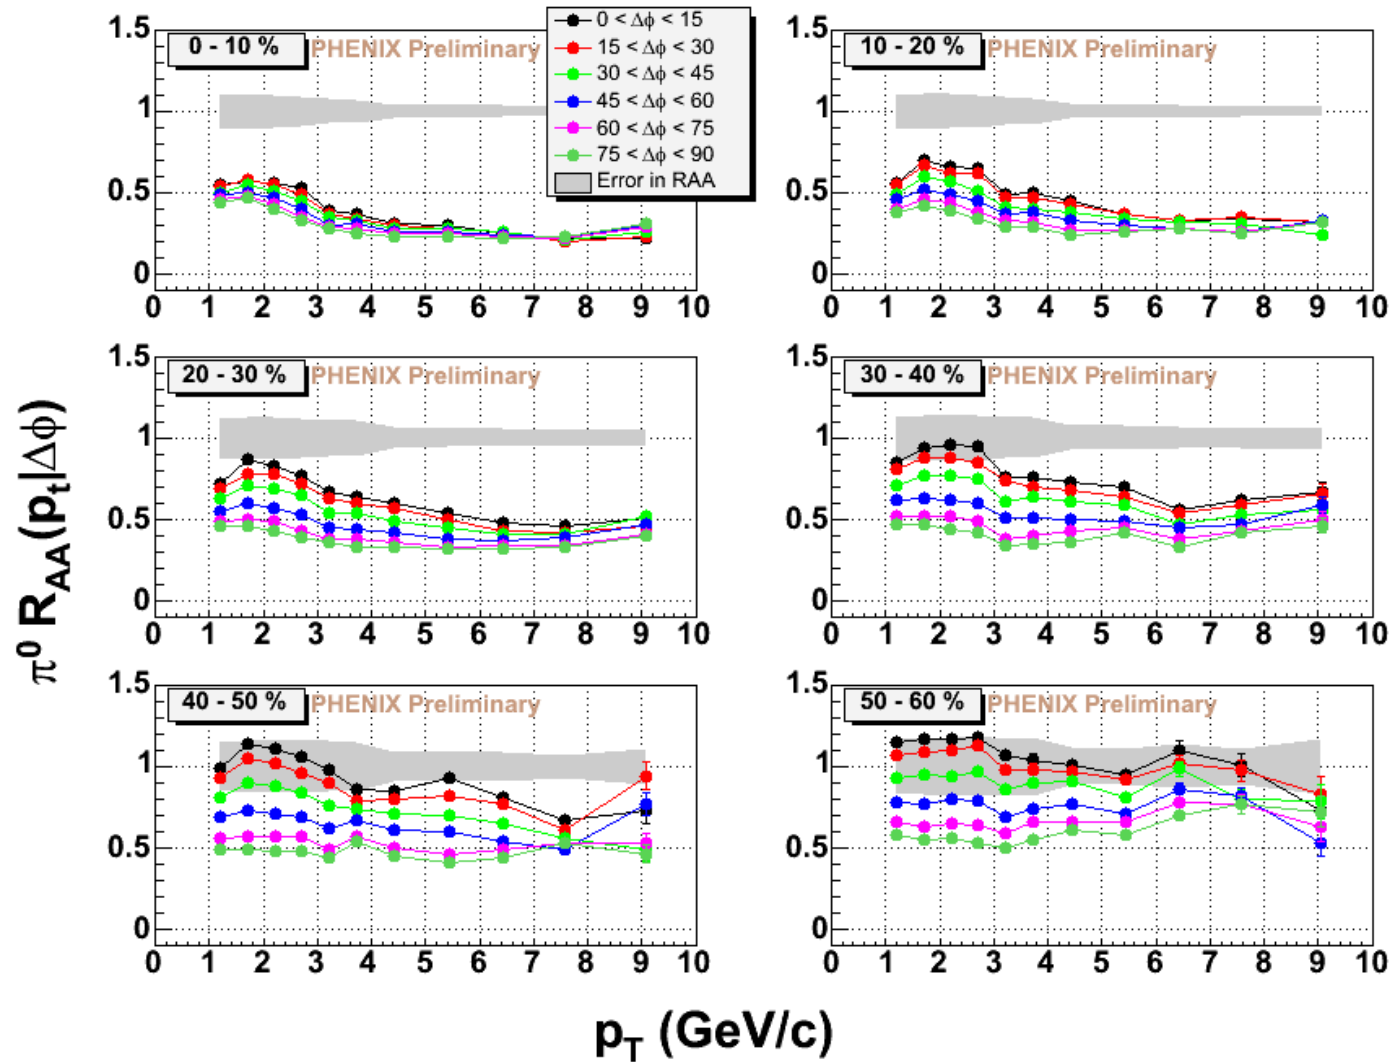 0 - 10 % PHENIX Preliminary
0 < Δϕ < 15
15 < Δϕ < 30
30 < Δϕ < 45
45 < Δϕ < 60
60 < Δϕ < 75
75 < Δϕ < 90
Error in RAA
1.5
1
0.5
0
0 1 2 3 4 5 6 7 8 9 10
10 - 20 % PHENIX Preliminary
1.5
1
0.5
0
0 1 2 3 4 5 6 7 8 9 10
π⁰ R_AA(p_t|Δϕ)
20 - 30 % PHENIX Preliminary
1.5
1
0.5
0
0 1 2 3 4 5 6 7 8 9 10
30 - 40 % PHENIX Preliminary
1.5
1
0.5
0
0 1 2 3 4 5 6 7 8 9 10
40 - 50 % PHENIX Preliminary
1.5
1
0.5
0
0 1 2 3 4 5 6 7 8 9 10
50 - 60 % PHENIX Preliminary
1.5
1
0.5
0
0 1 2 3 4 5 6 7 8 9 10
p_T (GeV/c)